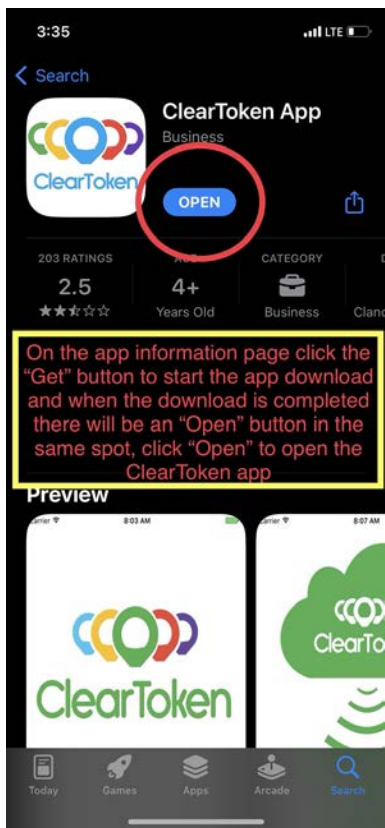 3:35
LTE
Search
ClearToken App
Business
ClearToken
OPEN
203 RATINGS
CATEGORY
2.5
4+
Years Old
Business
Clanc
On the app information page click the
“Get” button to start the app download
and when the download is completed
there will be an “Open” button in the
same spot, click “Open” to open the
ClearToken app
Preview
8:03 AM
8:07 AM
ClearToken
ClearTo
Today
Games
Apps
Arcade
Search